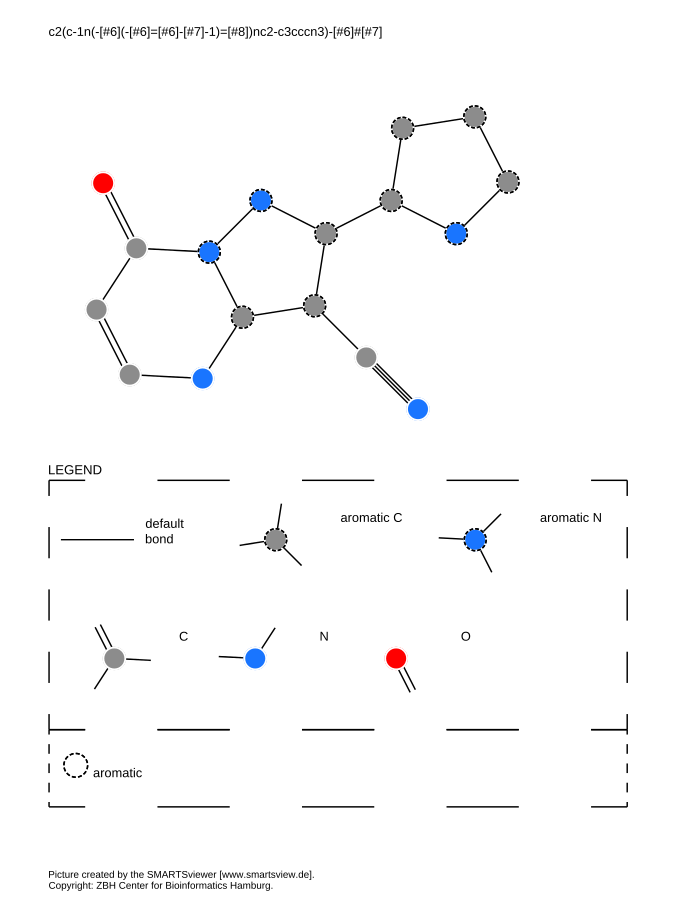 c2(c-1n(-[#6](-[#6]=[#6]-[#7]-1)=[#8])nc2-c3cccn3)-[#6]#[#7]
LEGEND
default
bond
aromatic C
aromatic N
C
N
O
aromatic
Picture created by the SMARTSviewer [www.smartsview.de].
Copyright: ZBH Center for Bioinformatics Hamburg.